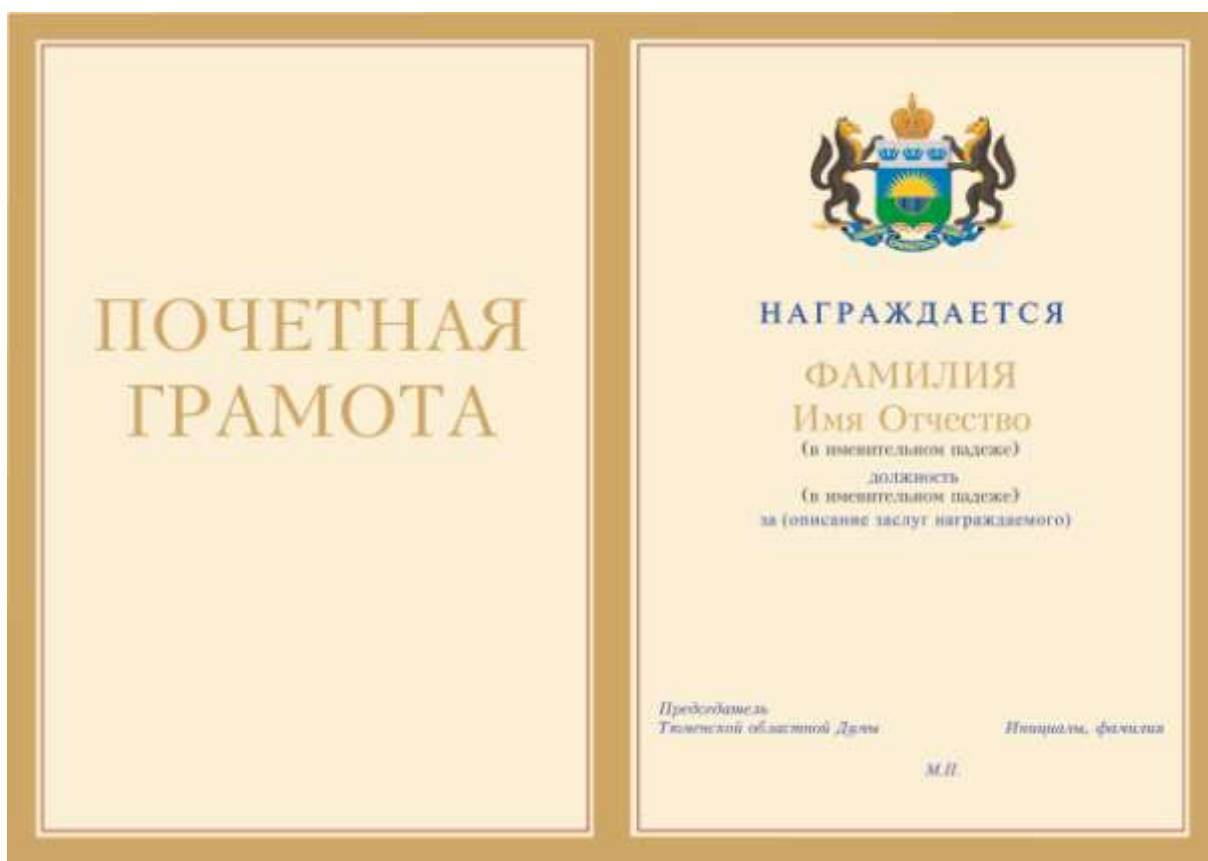 ПОЧЕТНАЯ
ГРАМОТА
НАГРАЖДАЕТСЯ
ФАМИЛИЯ
Имя Отчество
(в именительном падеже)
должность
(в именительном падеже)
за (описание заслуг награждаемого)
Председатель
Тюменской областной Думы
Инициалы, фамилия
М.П.